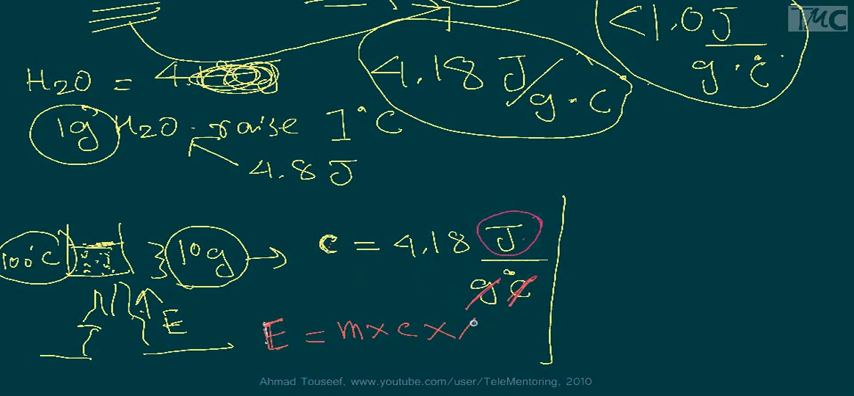 TMC
<1.0 J
g·°C
H₂O = 4.1
4.18 J/g·°C
1g H₂O raise 1°C
4.8 J
100°C
10g → c = 4.18 J
g °C
E
E = m×c×
Ahmad Touseef, www.youtube.com/user/TeleMentoring, 2010